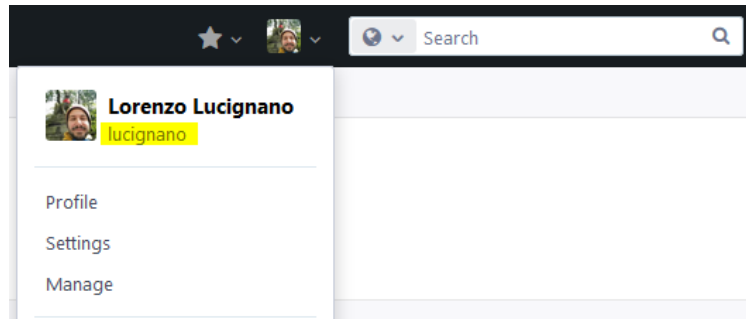 Search
Lorenzo Lucignano
lucignano
Profile
Settings
Manage